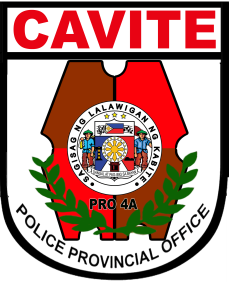 CAVITE
SAGISAG NG LALAWIGAN NG KABITE
PRO 4A
POLICE PROVINCIAL OFFICE